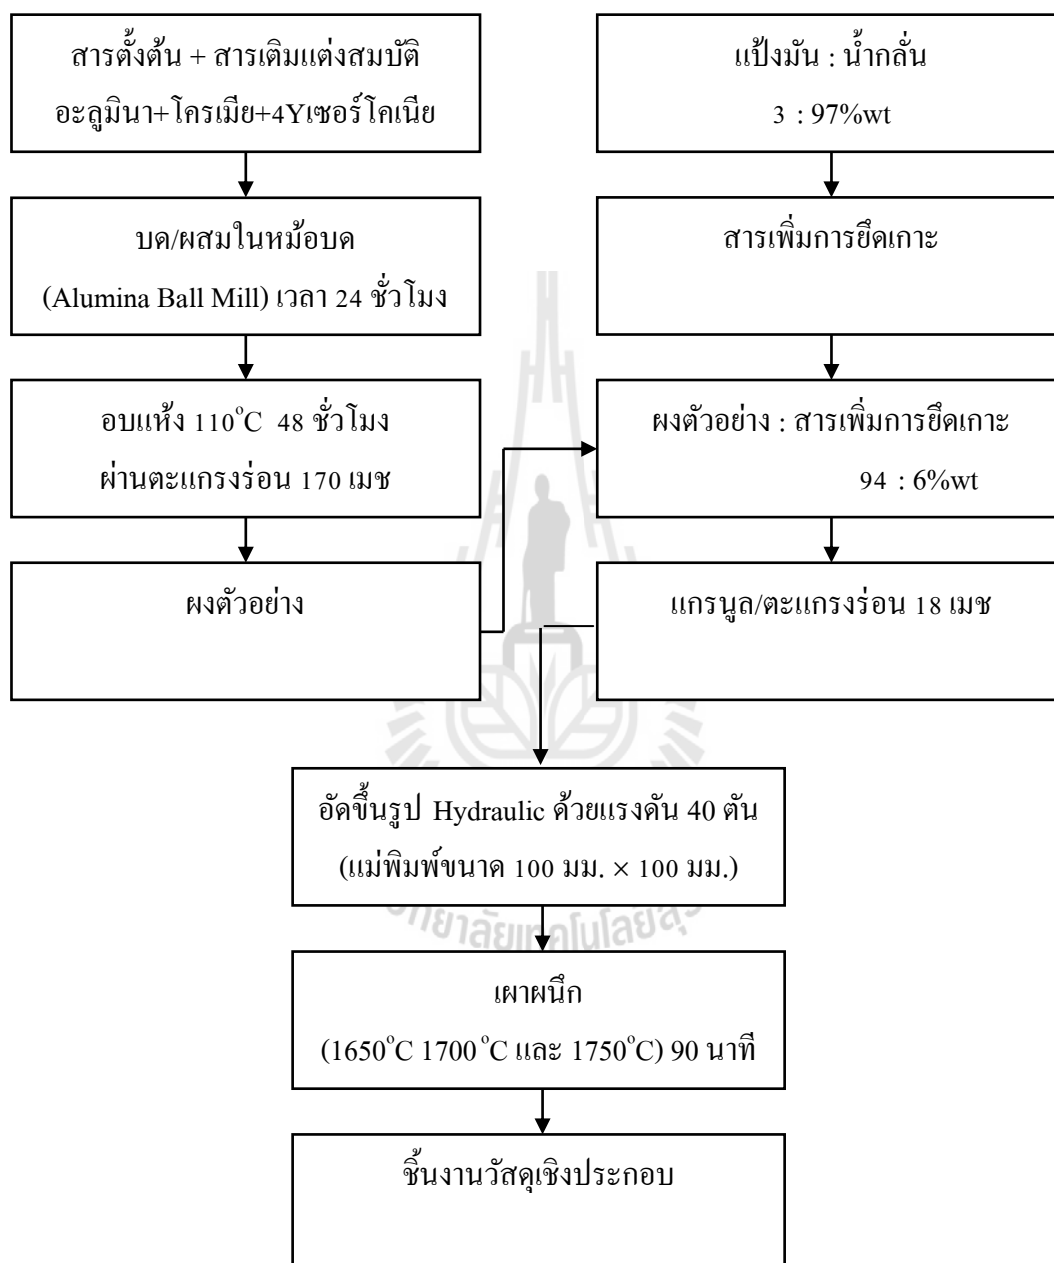 สารตั้งต้น + สารเติมแต่งสมบัติ
อะลูมินา+โครเมีย+4Yเซอร์โคเนีย
บด/ผสมในหม้อบด
(Alumina Ball Mill) เวลา 24 ชั่วโมง
อบแห้ง 110°C 48 ชั่วโมง
ผ่านตะแกรงร่อน 170 เมช
ผงตัวอย่าง
แป้งมัน : น้ำกลั่น
3 : 97%wt
สารเพิ่มการยึดเกาะ
ผงตัวอย่าง : สารเพิ่มการยึดเกาะ
94 : 6%wt
แกรนูล/ตะแกรงร่อน 18 เมช
อัดขึ้นรูป Hydraulic ด้วยแรงดัน 40 ตัน
(แม่พิมพ์ขนาด 100 มม. × 100 มม.)
เผาผนึก
(1650°C 1700 °C และ 1750°C) 90 นาที
ชิ้นงานวัสดุเชิงประกอบ